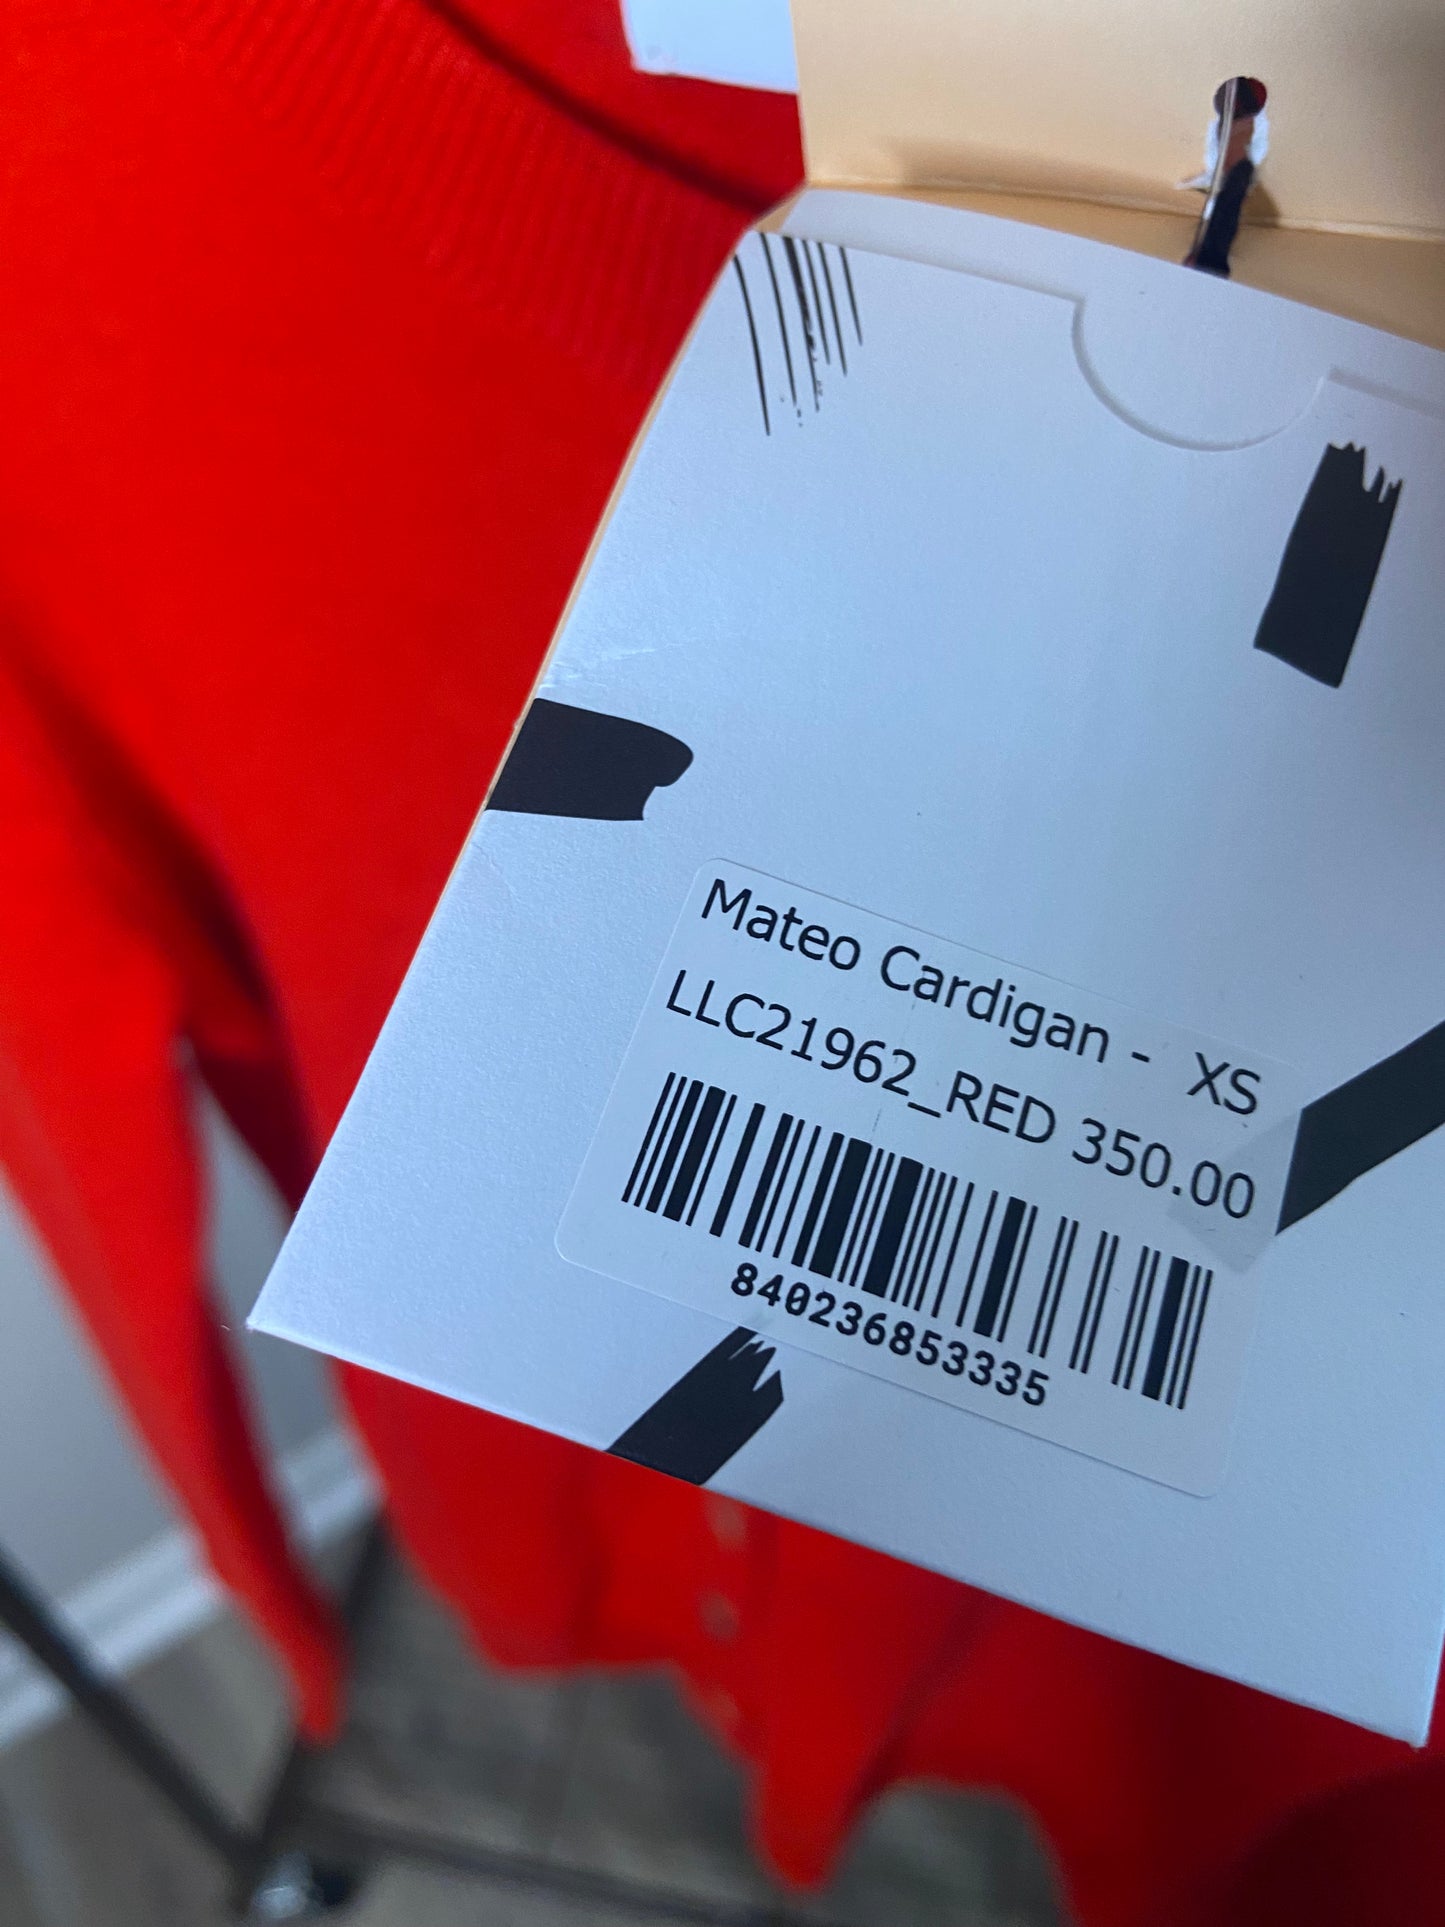 Mateo Cardigan - XS
LLC21962_RED 350.00
840236853335